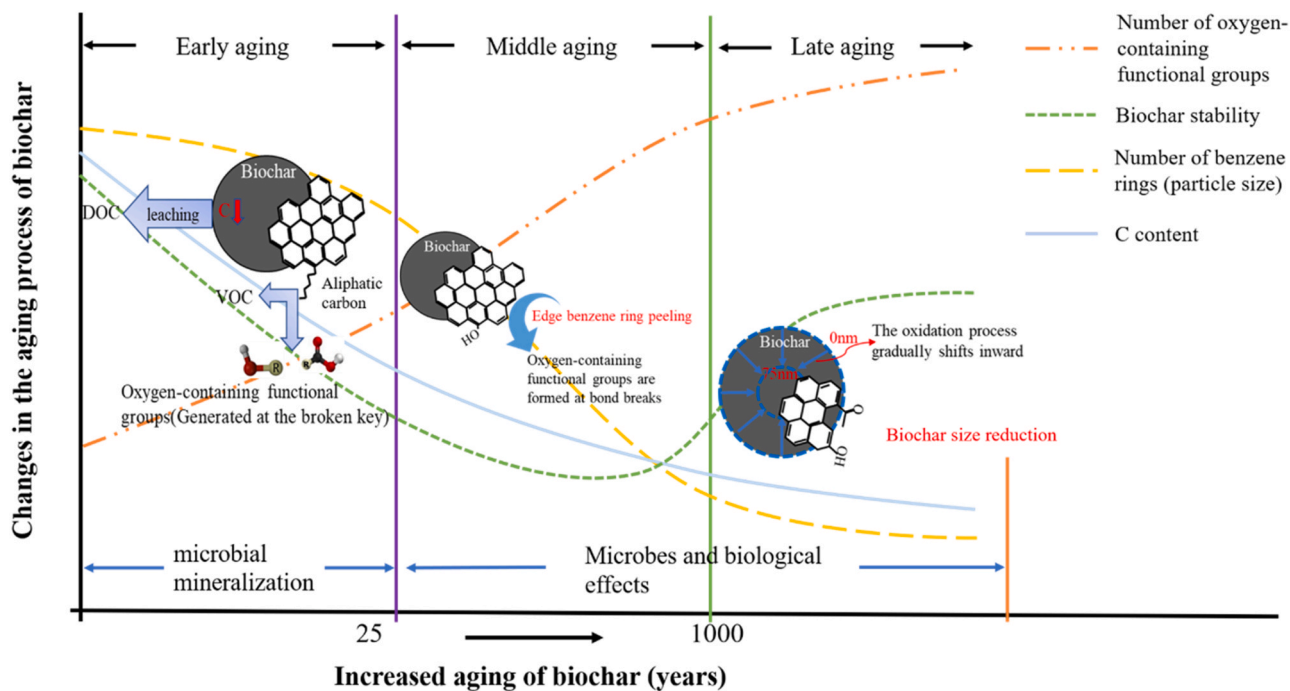 Early aging
Middle aging
Late aging
Number of oxygen-
containing
functional groups
Biochar stability
Number of benzene
rings (particle size)
C content
Changes in the aging process of biochar
Biochar
DOC
leaching
C
Aliphatic
carbon
VOC
R
R
Oxygen-containing functional
groups(Generated at the broken key)
Biochar
HO
Edge benzene ring peeling
Oxygen-containing
functional groups are
formed at bond breaks
Biochar
0nm
75nm
The oxidation process
gradually shifts inward
O
HO
Biochar size reduction
microbial
mineralization
Microbes and biological
effects
25
1000
Increased aging of biochar (years)